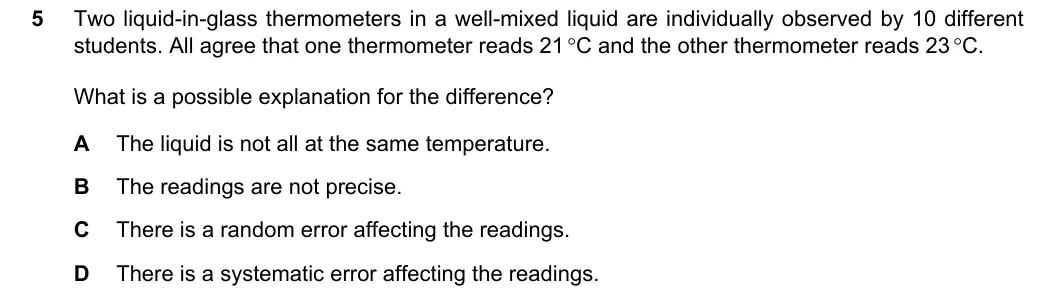 5 Two liquid-in-glass thermometers in a well-mixed liquid are individually observed by 10 different
students. All agree that one thermometer reads 21 °C and the other thermometer reads 23 °C.
What is a possible explanation for the difference?
A The liquid is not all at the same temperature.
B The readings are not precise.
C There is a random error affecting the readings.
D There is a systematic error affecting the readings.